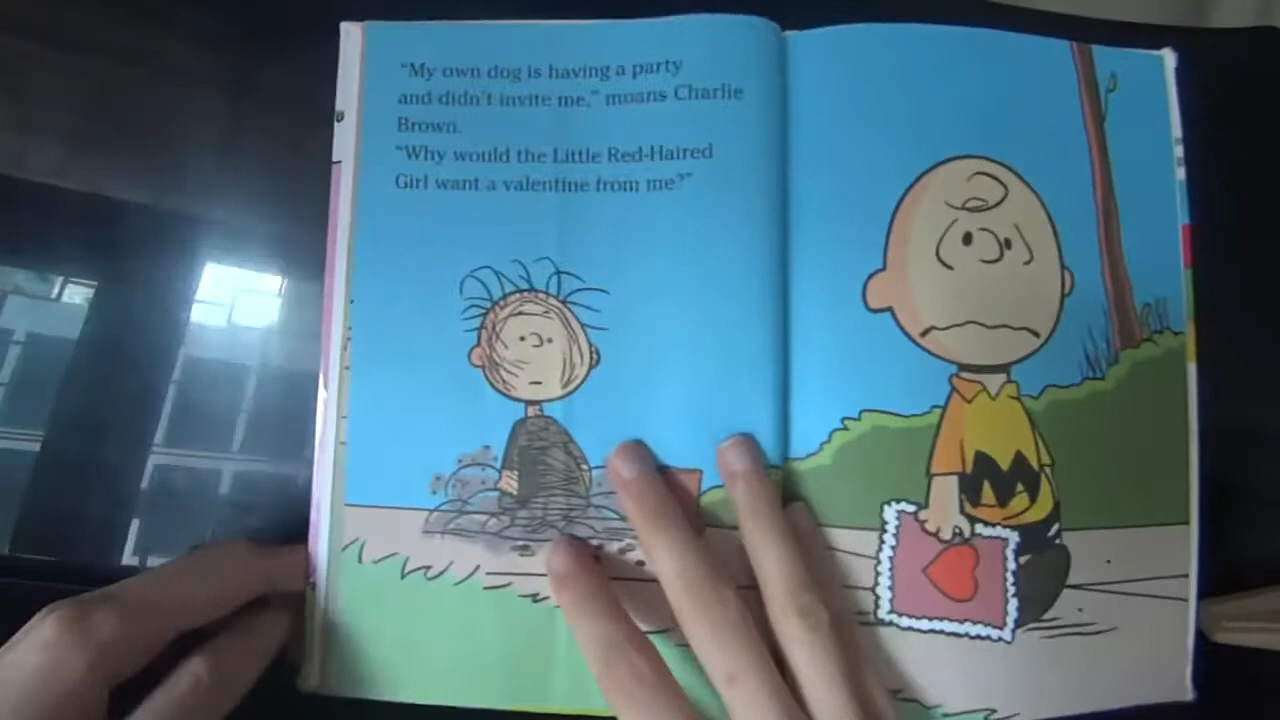 "My own dog is having a party
and didn't invite me," moans Charlie
Brown.
"Why would the Little Red-Haired
Girl want a valentine from me?"